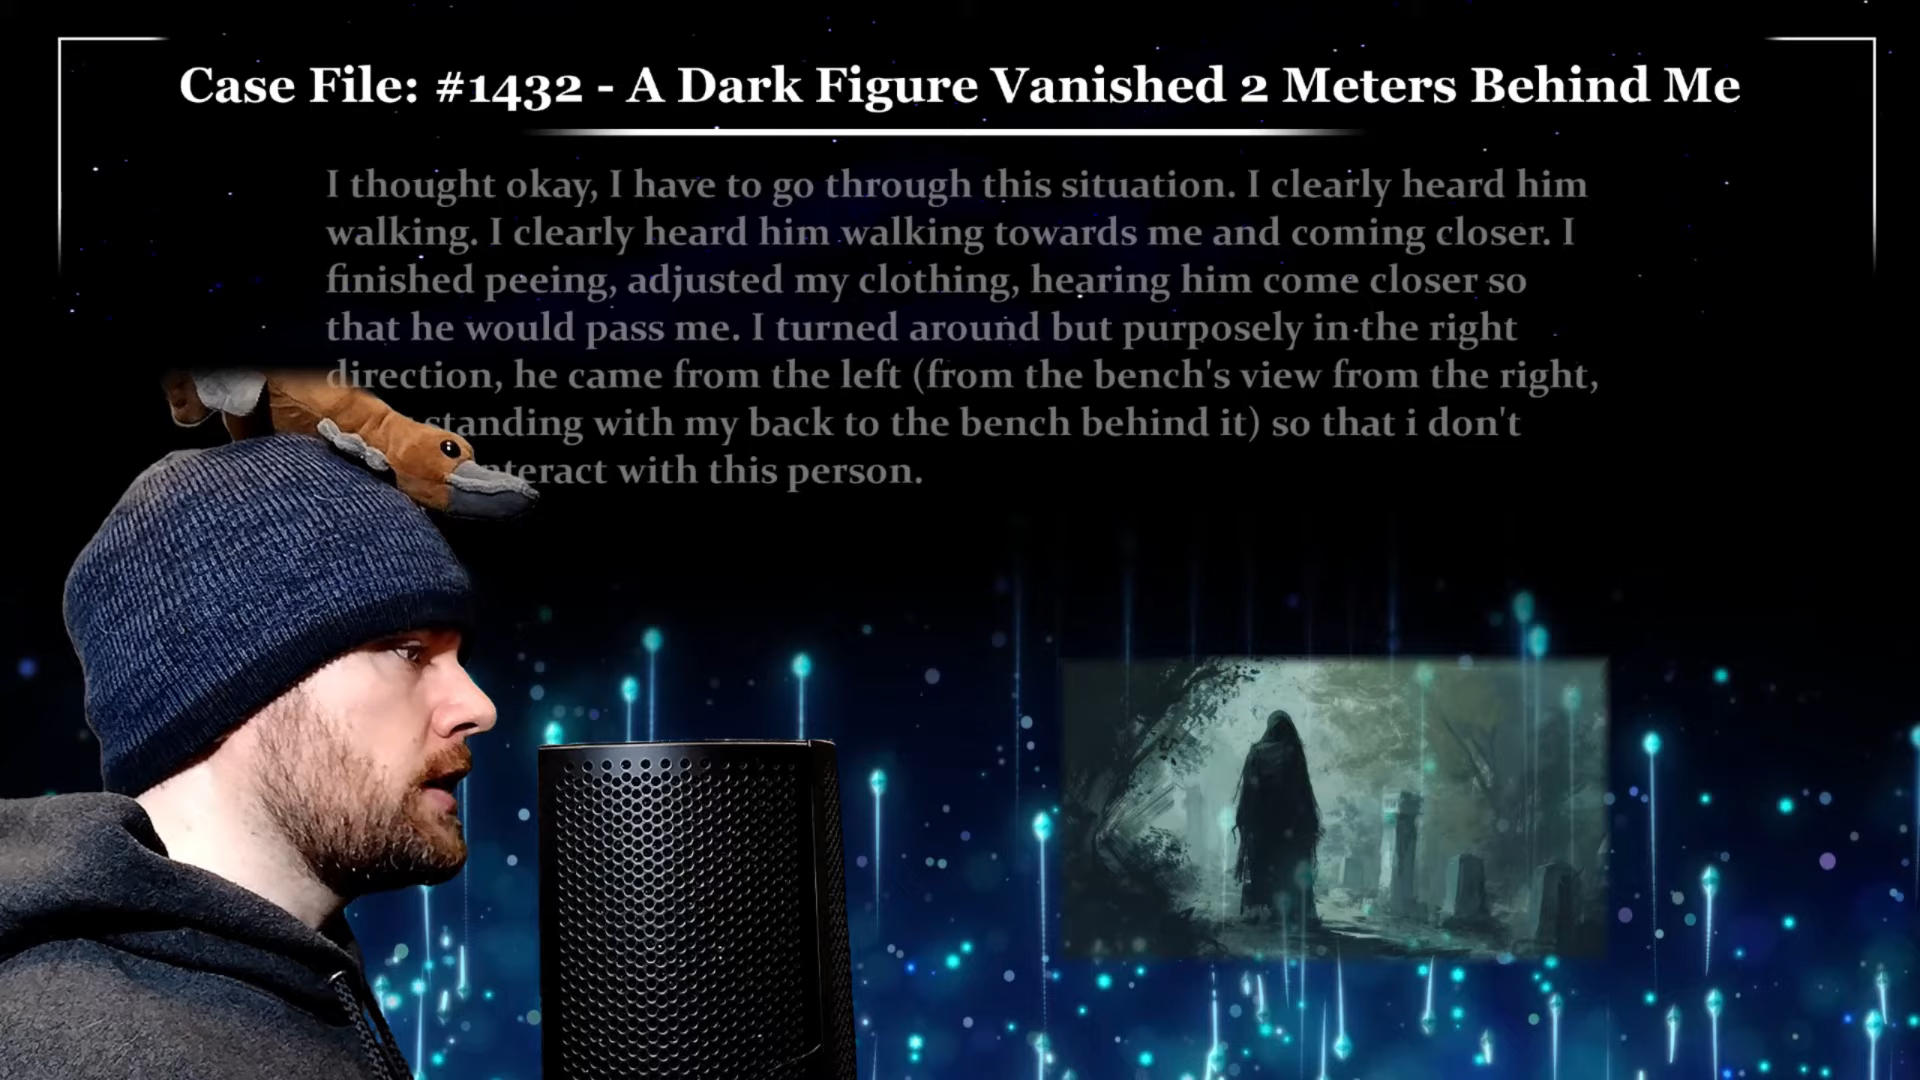 Case File: #1432 - A Dark Figure Vanished 2 Meters Behind Me
I thought okay, I have to go through this situation. I clearly heard him
walking. I clearly heard him walking towards me and coming closer. I
finished peeing, adjusted my clothing, hearing him come closer so
that he would pass me. I turned around but purposely in the right
direction, he came from the left (from the bench's view from the right,
standing with my back to the bench behind it) so that i don't
with this person.